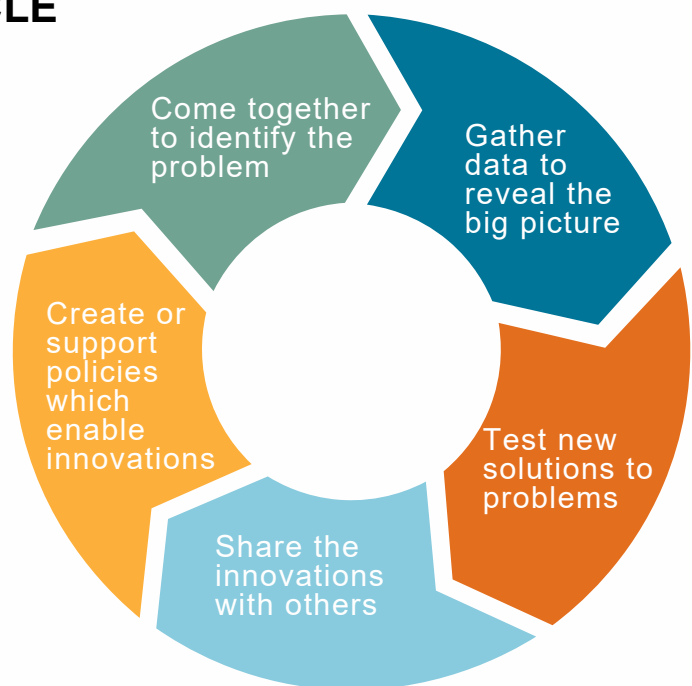 Come together
to identify the
problem
Gather
data to
reveal the
big picture
Test new
solutions to
problems
Share the
innovations
with others
Create or
support
policies
which
enable
innovations